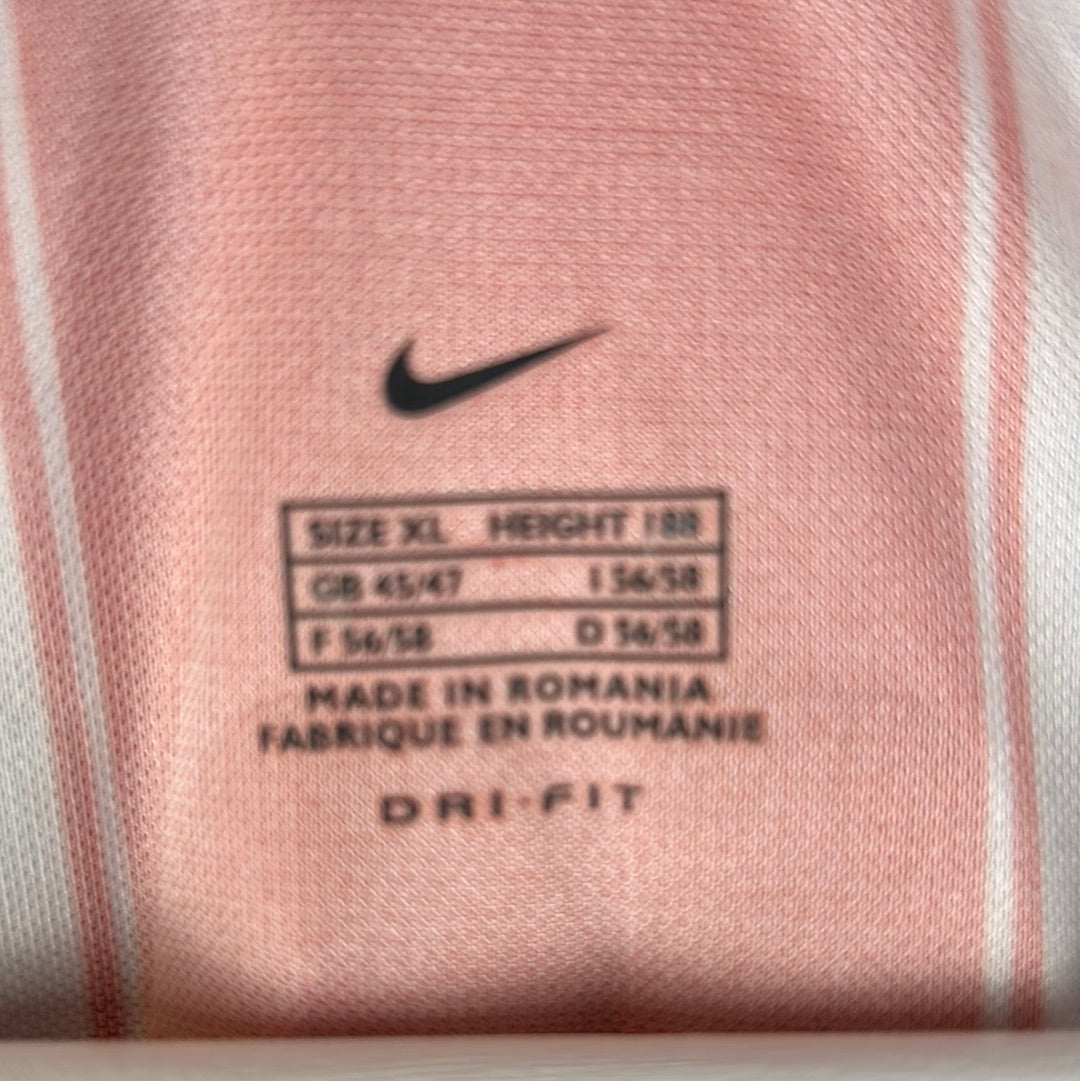 SIZE XL HEIGHT 188
GB 45/47 I 56/58
F 56/58 D 56/58
MADE IN ROMANIA
FABRIQUE EN ROUMANIE
DRI·FIT